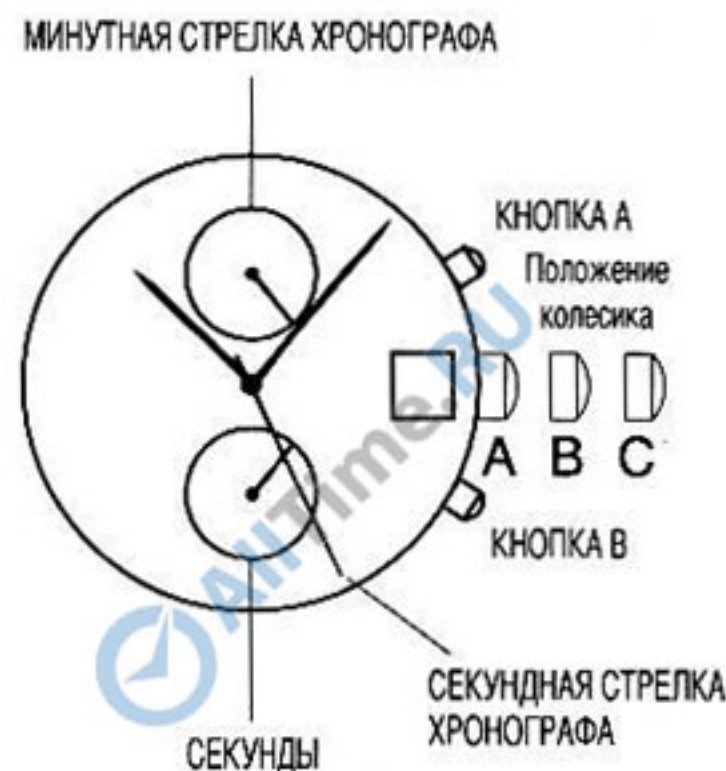 МИНУТНАЯ СТРЕЛКА ХРОНОГРАФА
КНОПКА А
Положение
колесика
A B C
КНОПКА В
СЕКУНДНАЯ СТРЕЛКА
ХРОНОГРАФА
СЕКУНДЫ
AllTime.RU